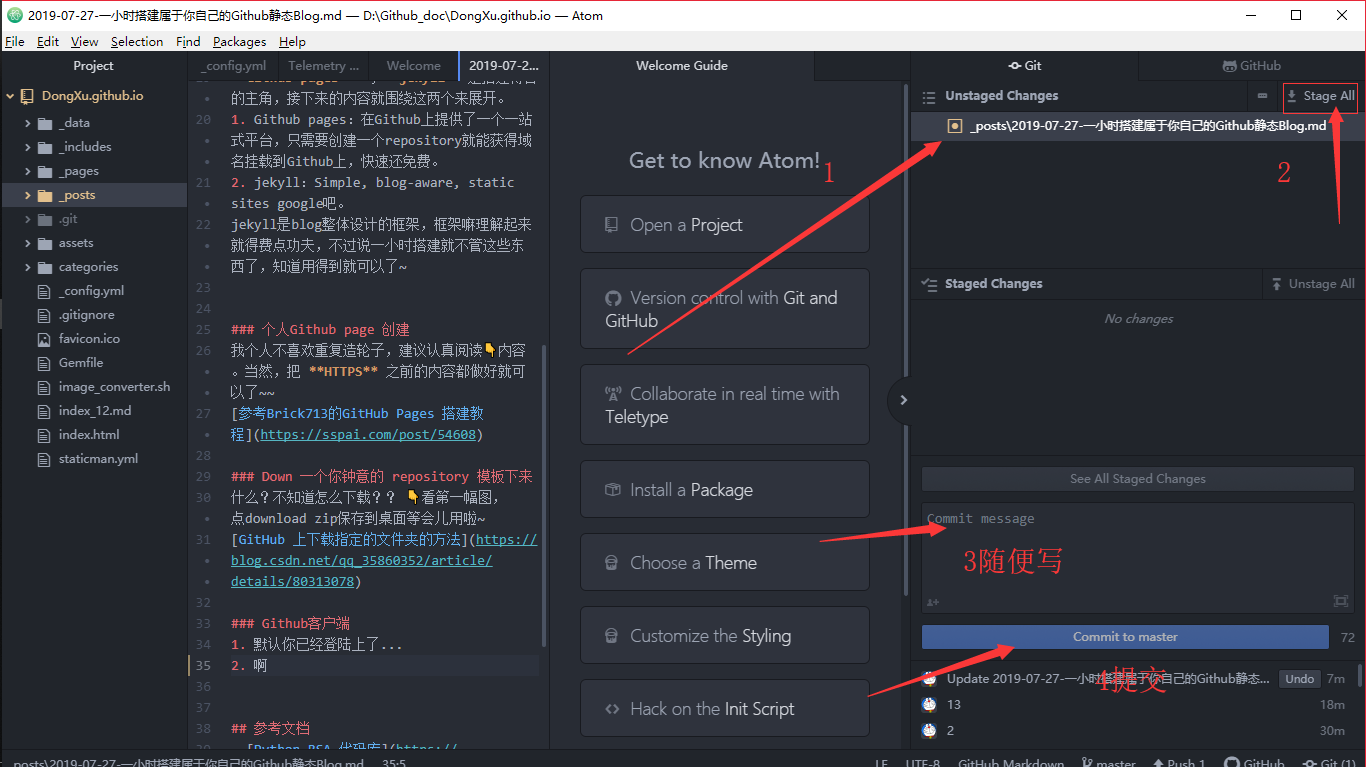 2019-07-27-一小时搭建属于你自己的Github静态Blog.md — D:\Github_doc\DongXu.github.io — Atom
File Edit View Selection Find Packages Help
Project
DongXu.github.io
_data
_includes
_pages
_posts
.git
assets
categories
_config.yml
.gitignore
favicon.ico
Gemfile
image_converter.sh
index_12.md
index.html
staticman.yml
_config.yml Telemetry ... Welcome 2019-07-2...
的主角，接下来的内容就围绕这两个来展开。
20 1. Github pages：在Github上提供了一个一站
式平台，只需要创建一个repository就能获得域
名挂载到Github上，快速还免费。
21 2. jekyll：Simple, blog-aware, static
sites google吧。
22 jekyll是blog整体设计的框架，框架嘛理解起来
就得费点功夫，不过说一小时搭建就不管这些东
西了，知道用得到就可以了~
23
24
25 ### 个人Github page 创建
26 我个人不喜欢重复造轮子，建议认真阅读👇内容
。当然，把 **HTTPS** 之前的内容都做好就可
以了~~
27 [参考Brick713的GitHub Pages 搭建教
程](https://sspai.com/post/54608)
28
29 ### Down 一个你钟意的 repository 模板下来
30 什么？不知道怎么下载？？ 👇看第一幅图，
点download zip保存到桌面等会儿用啦~
31 [GitHub 上下载指定的文件夹的方法](https://
blog.csdn.net/qq_35860352/article/
details/80313078)
32
33 ### Github客户端
34 1. 默认你已经登陆上了...
35 2. 啊
36
37
38 ## 参考文档
[Python RSA 代码库](https://
Welcome Guide
Get to know Atom!
1
Open a Project
Version control with Git and
GitHub
Collaborate in real time with
Teletype
Install a Package
Choose a Theme
Customize the Styling
Hack on the Init Script
Git GitHub
Unstaged Changes Stage All
_posts\2019-07-27-一小时搭建属于你自己的Github静态Blog.md
2
Staged Changes Unstage All
No changes
See All Staged Changes
Commit message
3随便写
Commit to master 72
4提交
Update 2019-07-27-一小时搭建属于你自己的Github静态... Undo 7m
13 18m
2 30m
_posts\2019-07-27-一小时搭建属于你自己的Github静态Blog.md 35:5 LF UTF-8 GitHub Markdown master Push 1 GitHub Git (1)